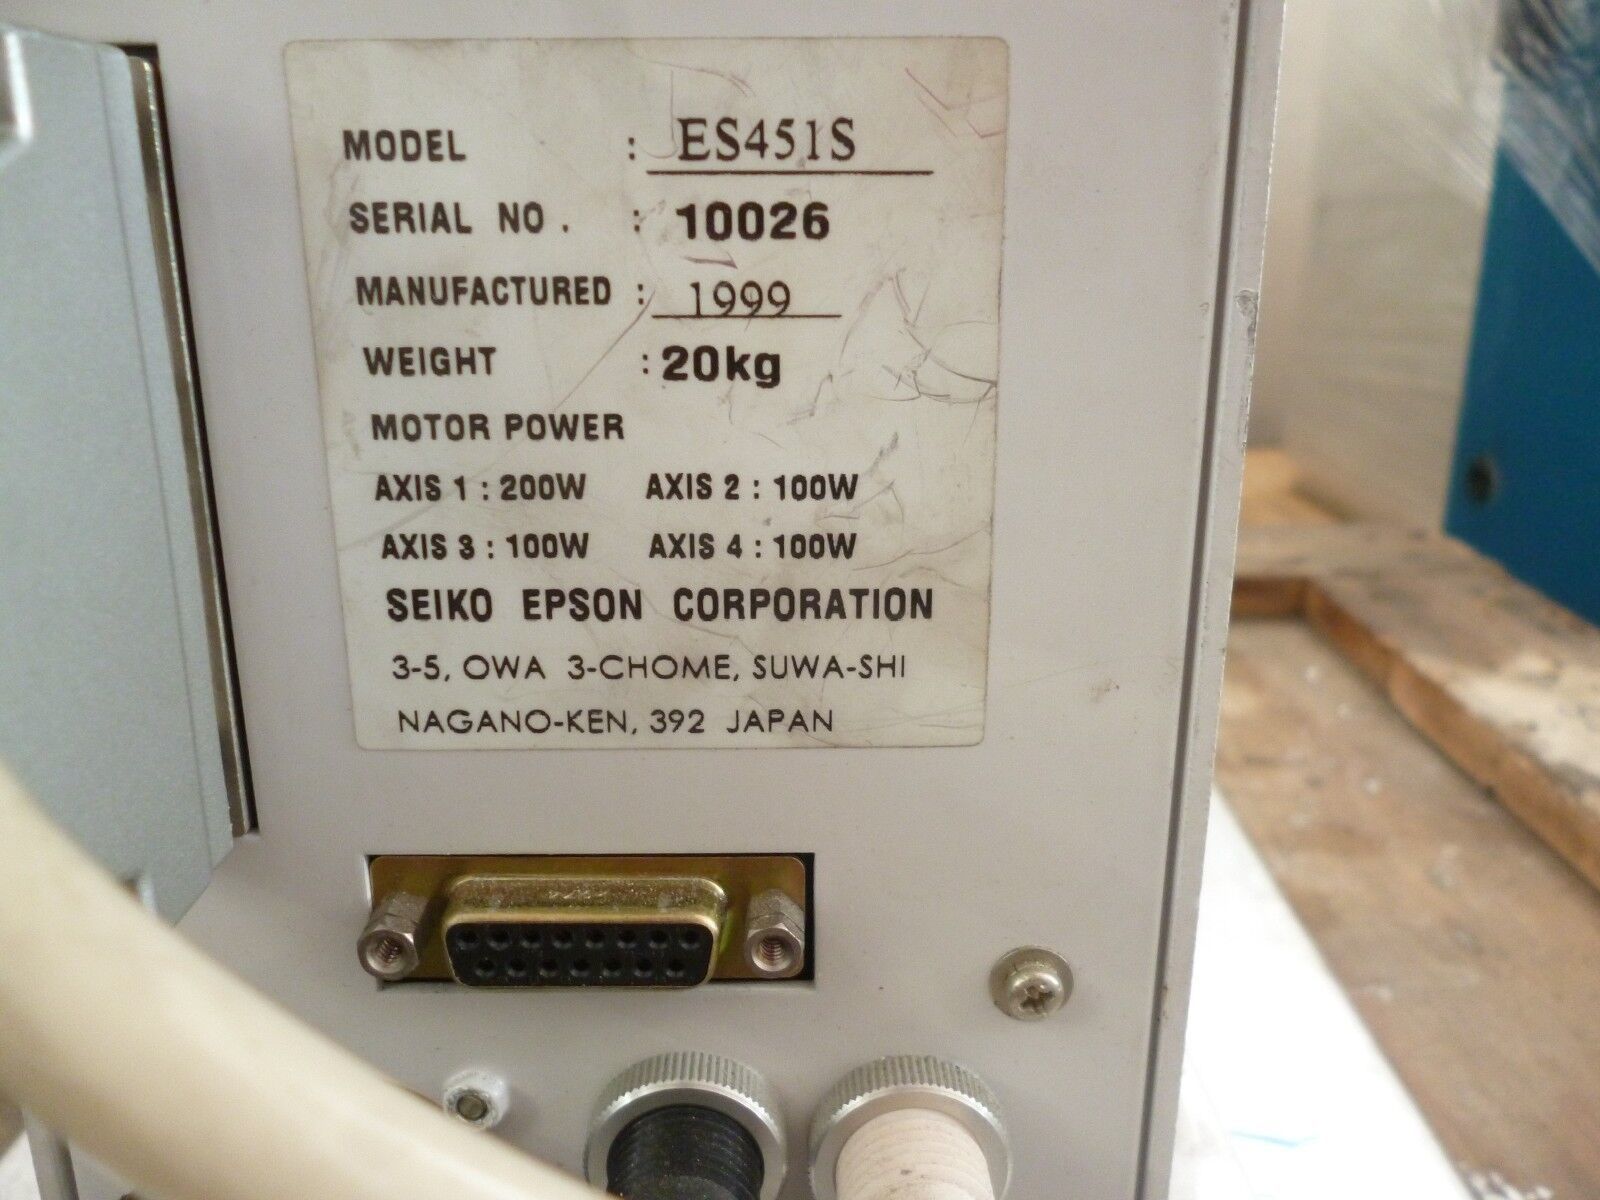 MODEL : ES451S
SERIAL NO. : 10026
MANUFACTURED : 1999
WEIGHT : 20kg
MOTOR POWER
AXIS 1 : 200W AXIS 2 : 100W
AXIS 3 : 100W AXIS 4 : 100W
SEIKO EPSON CORPORATION
3-5, OWA 3-CHOME, SUWA-SHI
NAGANO-KEN, 392 JAPAN